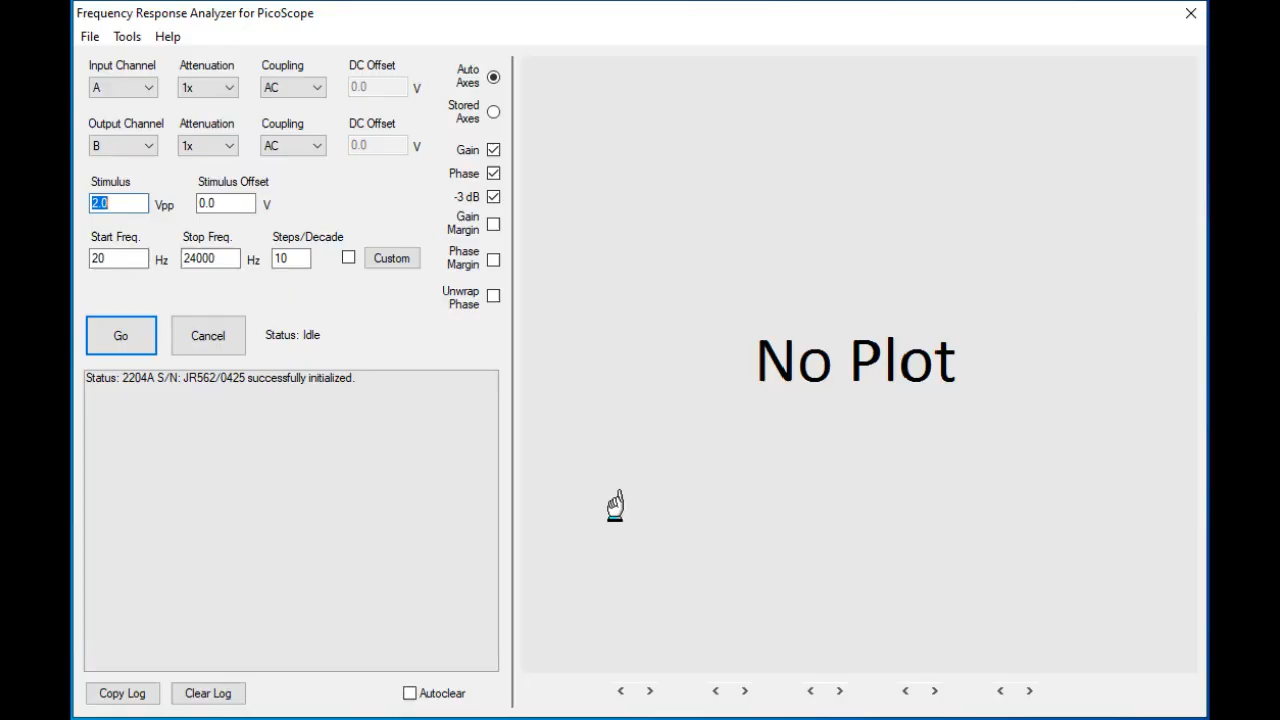 Frequency Response Analyzer for PicoScope
File Tools Help
Input Channel Attenuation Coupling DC Offset
A 1x AC 0.0 V
Output Channel Attenuation Coupling DC Offset
B 1x AC 0.0 V
Stimulus Stimulus Offset
2.0 Vpp 0.0 V
Start Freq. Stop Freq. Steps/Decade
20 Hz 24000 Hz 10 Custom
Go Cancel Status: Idle
Status: 2204A S/N: JR562/0425 successfully initialized.
Copy Log Clear Log Autoclear
Auto
Axes
Stored
Axes
Gain
Phase
-3 dB
Gain
Margin
Phase
Margin
Unwrap
Phase
No Plot
< > < > < > < > < >